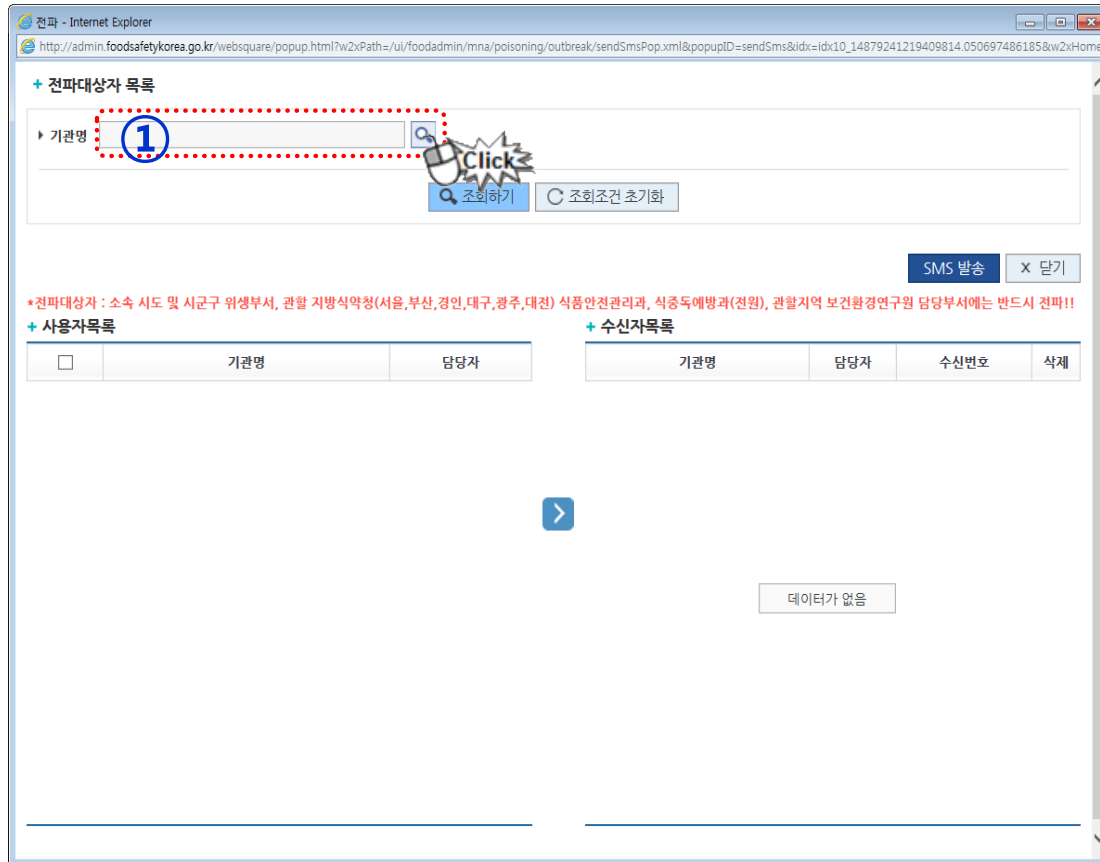 전파 - Internet Explorer
http://admin.foodsafetykorea.go.kr/websquare/popup.html?w2xPath=/ui/foodadmin/mna/poisoning/outbreak/sendSmsPop.xml&popupID=sendSms&idx=idx10_14879241219409814.050697486185&w2xHome
+ 전파대상자 목록
기관명 ①
Click
조회하기 조회조건 초기화
SMS 발송 X 닫기
*전파대상자 : 소속 시도 및 시군구 위생부서, 관할 지방식약청(서울,부산,경인,대구,광주,대전) 식품안전관리과, 식중독예방과(전원), 관할지역 보건환경연구원 담당부서에는 반드시 전파!!
+ 사용자목록 + 수신자목록
기관명 담당자 기관명 담당자 수신번호 삭제
데이터가 없음